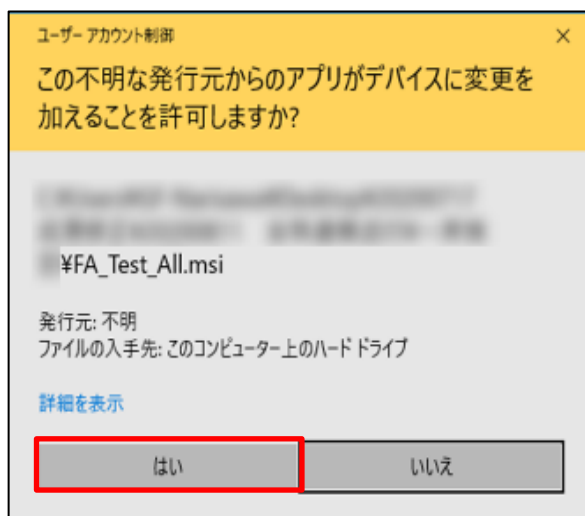 ユーザー アカウント制御
×
この不明な発行元からのアプリがデバイスに変更を
加えることを許可しますか?
¥FA_Test_All.msi
発行元: 不明
ファイルの入手先: このコンピューター上のハード ドライブ
詳細を表示
はい
いいえ